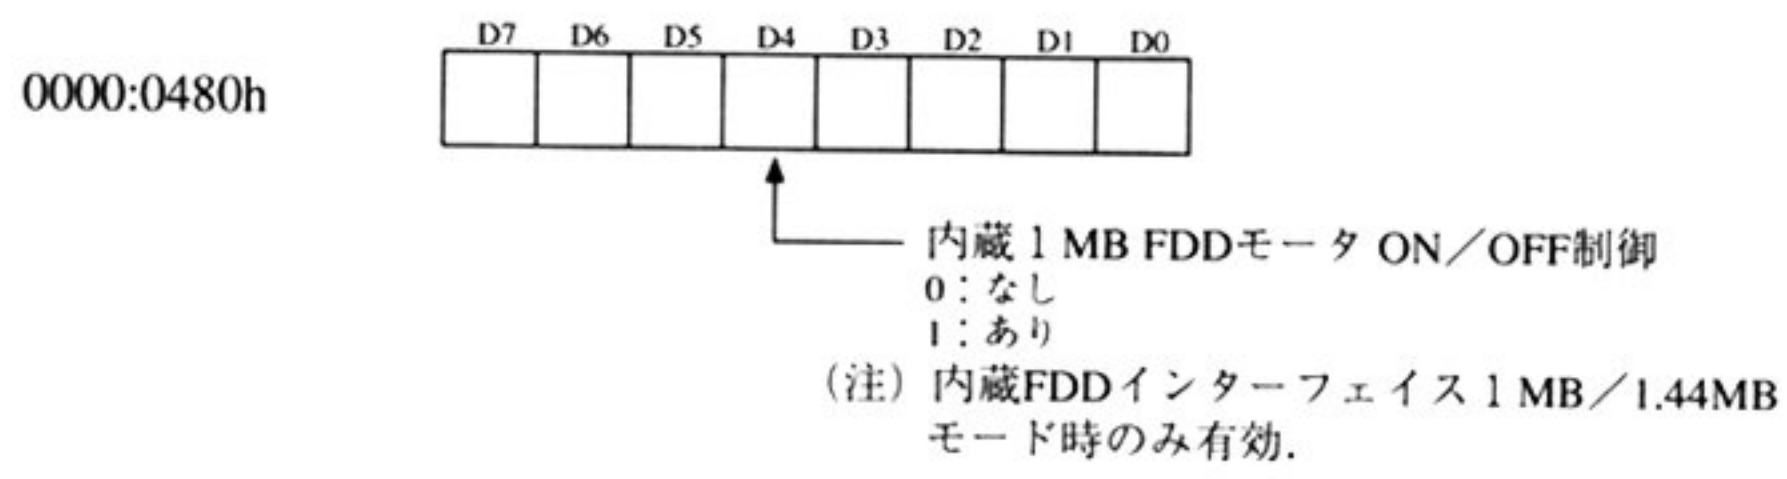 D7 D6 D5 D4 D3 D2 D1 D0
0000:0480h
内蔵1MB FDDモータ ON/OFF制御
0:なし
1:あり
(注) 内蔵FDDインターフェイス1MB/1.44MB
モード時のみ有効.